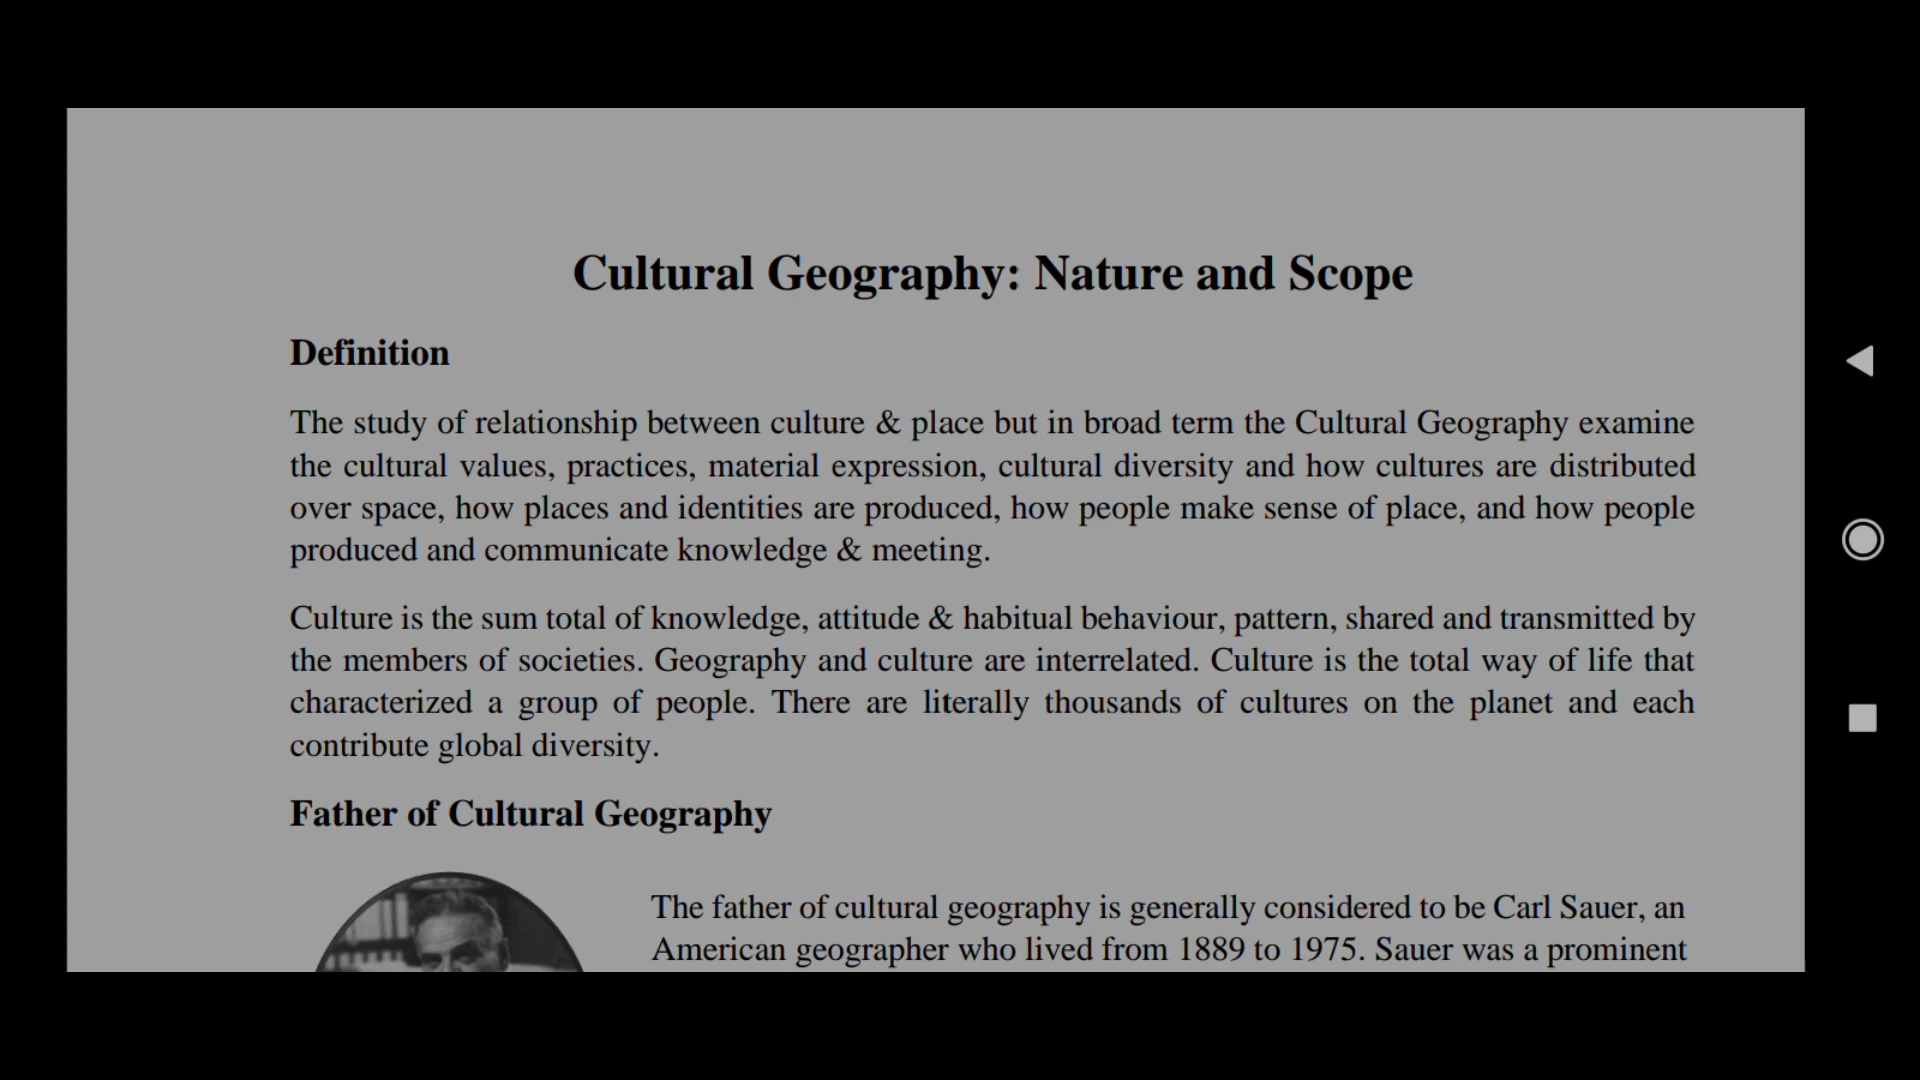 Cultural Geography: Nature and Scope
Definition
The study of relationship between culture & place but in broad term the Cultural Geography examine
the cultural values, practices, material expression, cultural diversity and how cultures are distributed
over space, how places and identities are produced, how people make sense of place, and how people
produced and communicate knowledge & meeting.
Culture is the sum total of knowledge, attitude & habitual behaviour, pattern, shared and transmitted by
the members of societies. Geography and culture are interrelated. Culture is the total way of life that
characterized a group of people. There are literally thousands of cultures on the planet and each
contribute global diversity.
Father of Cultural Geography
The father of cultural geography is generally considered to be Carl Sauer, an
American geographer who lived from 1889 to 1975. Sauer was a prominent